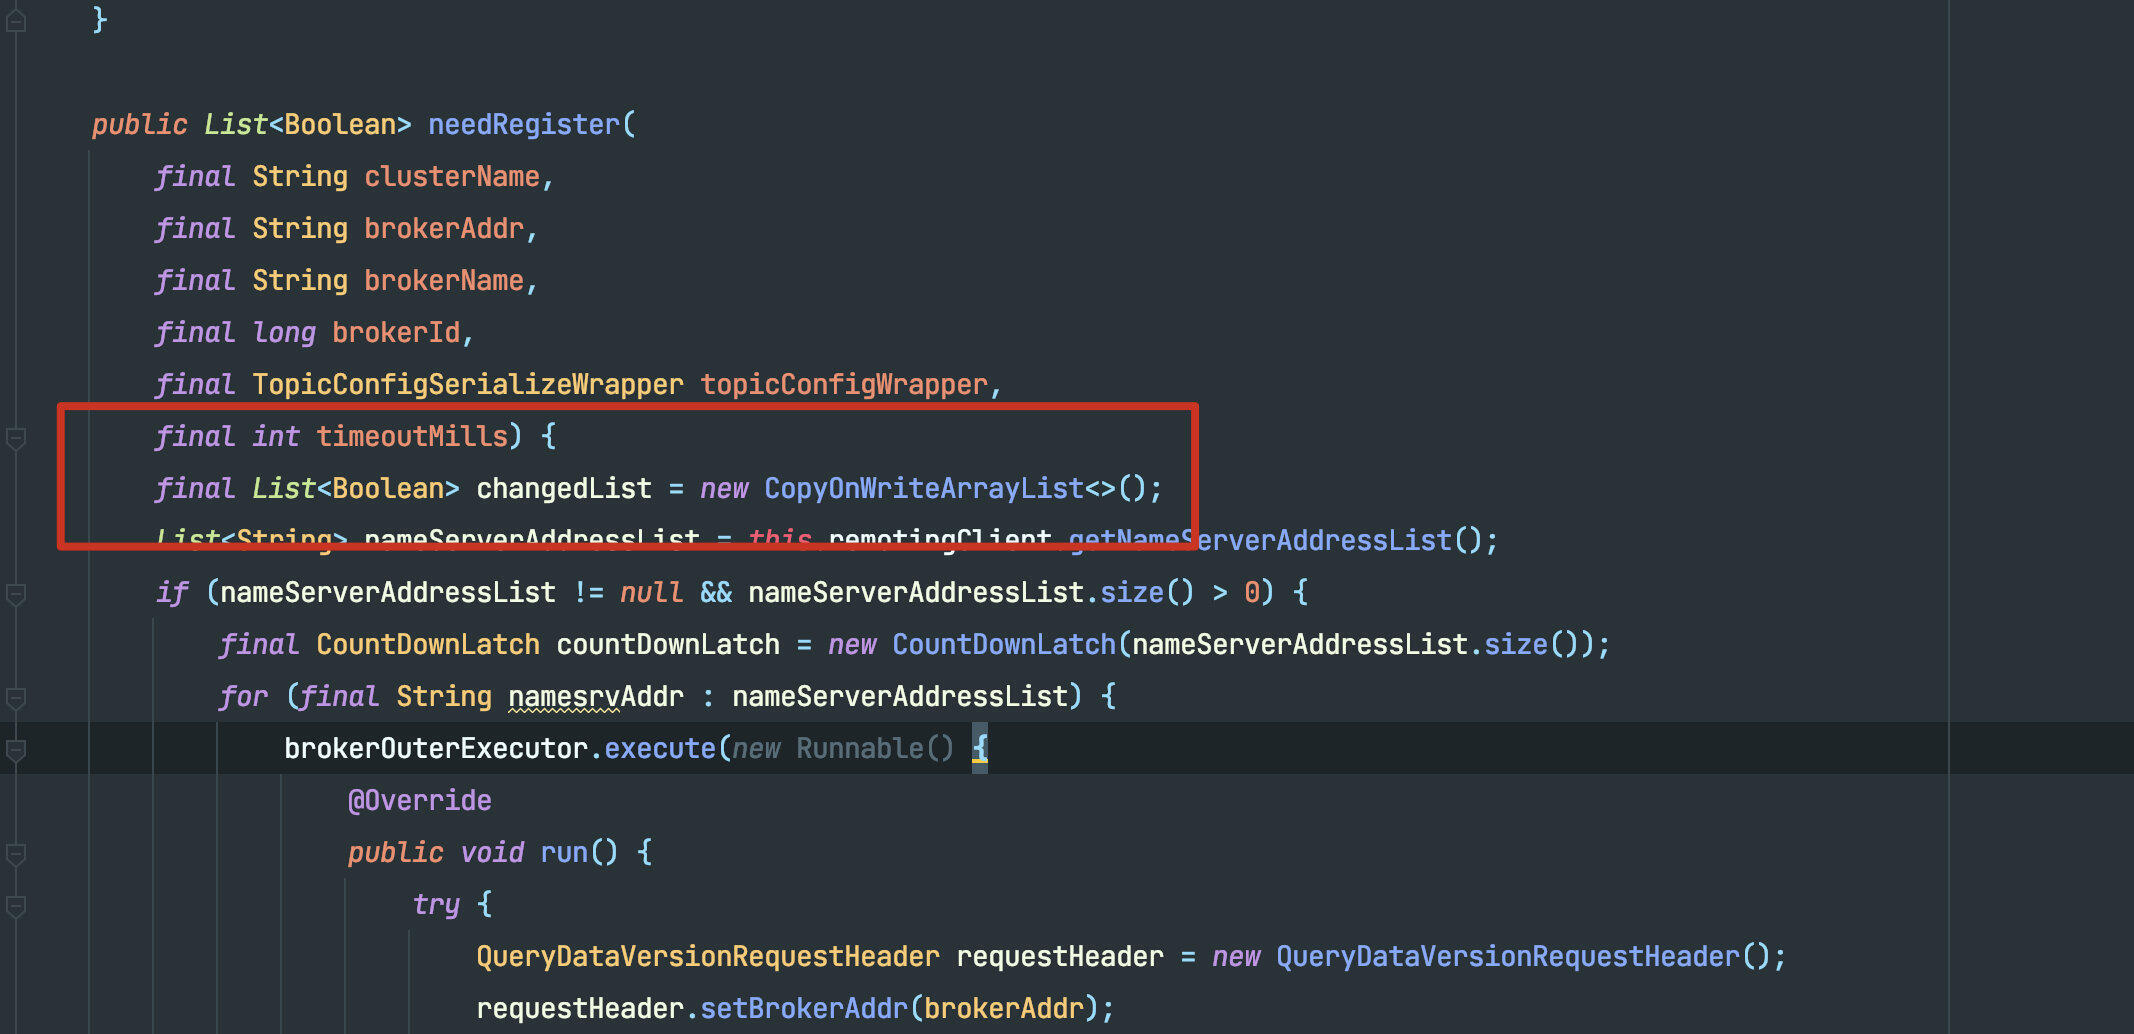 }
public List<Boolean> needRegister(
final String clusterName,
final String brokerAddr,
final String brokerName,
final long brokerId,
final TopicConfigSerializeWrapper topicConfigWrapper,
final int timeoutMills) {
final List<Boolean> changedList = new CopyOnWriteArrayList<>();
List<String> nameServerAddressList = this.remotingClient.getNameServerAddressList();
if (nameServerAddressList != null && nameServerAddressList.size() > 0) {
final CountDownLatch countDownLatch = new CountDownLatch(nameServerAddressList.size());
for (final String namesrvAddr : nameServerAddressList) {
brokerOuterExecutor.execute(new Runnable() {
@Override
public void run() {
try {
QueryDataVersionRequestHeader requestHeader = new QueryDataVersionRequestHeader();
requestHeader.setBrokerAddr(brokerAddr);